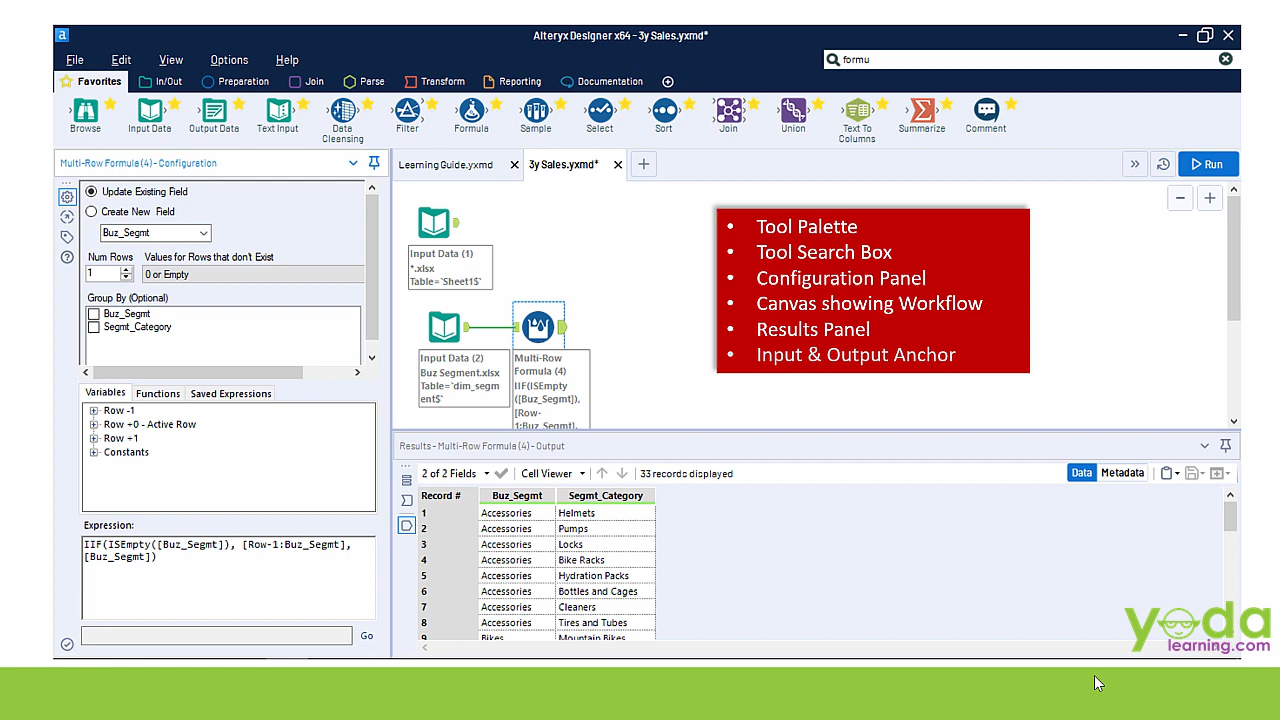 a
Alteryx Designer x64 - 3y Sales.yxmd*
File Edit View Options Help
formu
Favorites In/Out Preparation Join Parse Transform Reporting Documentation
Browse Input Data Output Data Text Input Data Cleansing Filter Formula Sample Select Sort Join Union Text To Columns Summarize Comment
Multi-Row Formula (4) - Configuration
Update Existing Field
Create New Field
Buz_Segmt
Num Rows Values for Rows that don't Exist
1 0 or Empty
Group By (Optional)
Buz_Segmt
Segmt_Category
Variables Functions Saved Expressions
Row -1
Row +0 - Active Row
Row +1
Constants
Expression:
IIF(ISEmpty([Buz_Segmt]), [Row-1:Buz_Segmt],
[Buz_Segmt])
Go
Learning Guide.yxmd 3y Sales.yxmd*
Run
Input Data (1)
*.xlsx
Table=`Sheet1$`
Input Data (2)
Buz Segment.xlsx
Table=`dim_segm
ent$`
Multi-Row
Formula (4)
IIF(ISEmpty
([Buz_Segmt]),
[Row-
1:Buz_Segmt],
• Tool Palette
• Tool Search Box
• Configuration Panel
• Canvas showing Workflow
• Results Panel
• Input & Output Anchor
Results - Multi-Row Formula (4) - Output
2 of 2 Fields Cell Viewer 33 records displayed Data Metadata
Record # Buz_Segmt Segmt_Category
1 Accessories Helmets
2 Accessories Pumps
3 Accessories Locks
4 Accessories Bike Racks
5 Accessories Hydration Packs
6 Accessories Bottles and Cages
7 Accessories Cleaners
8 Accessories Tires and Tubes
9 Bikes Mountain Bikes
yoda
learning.com